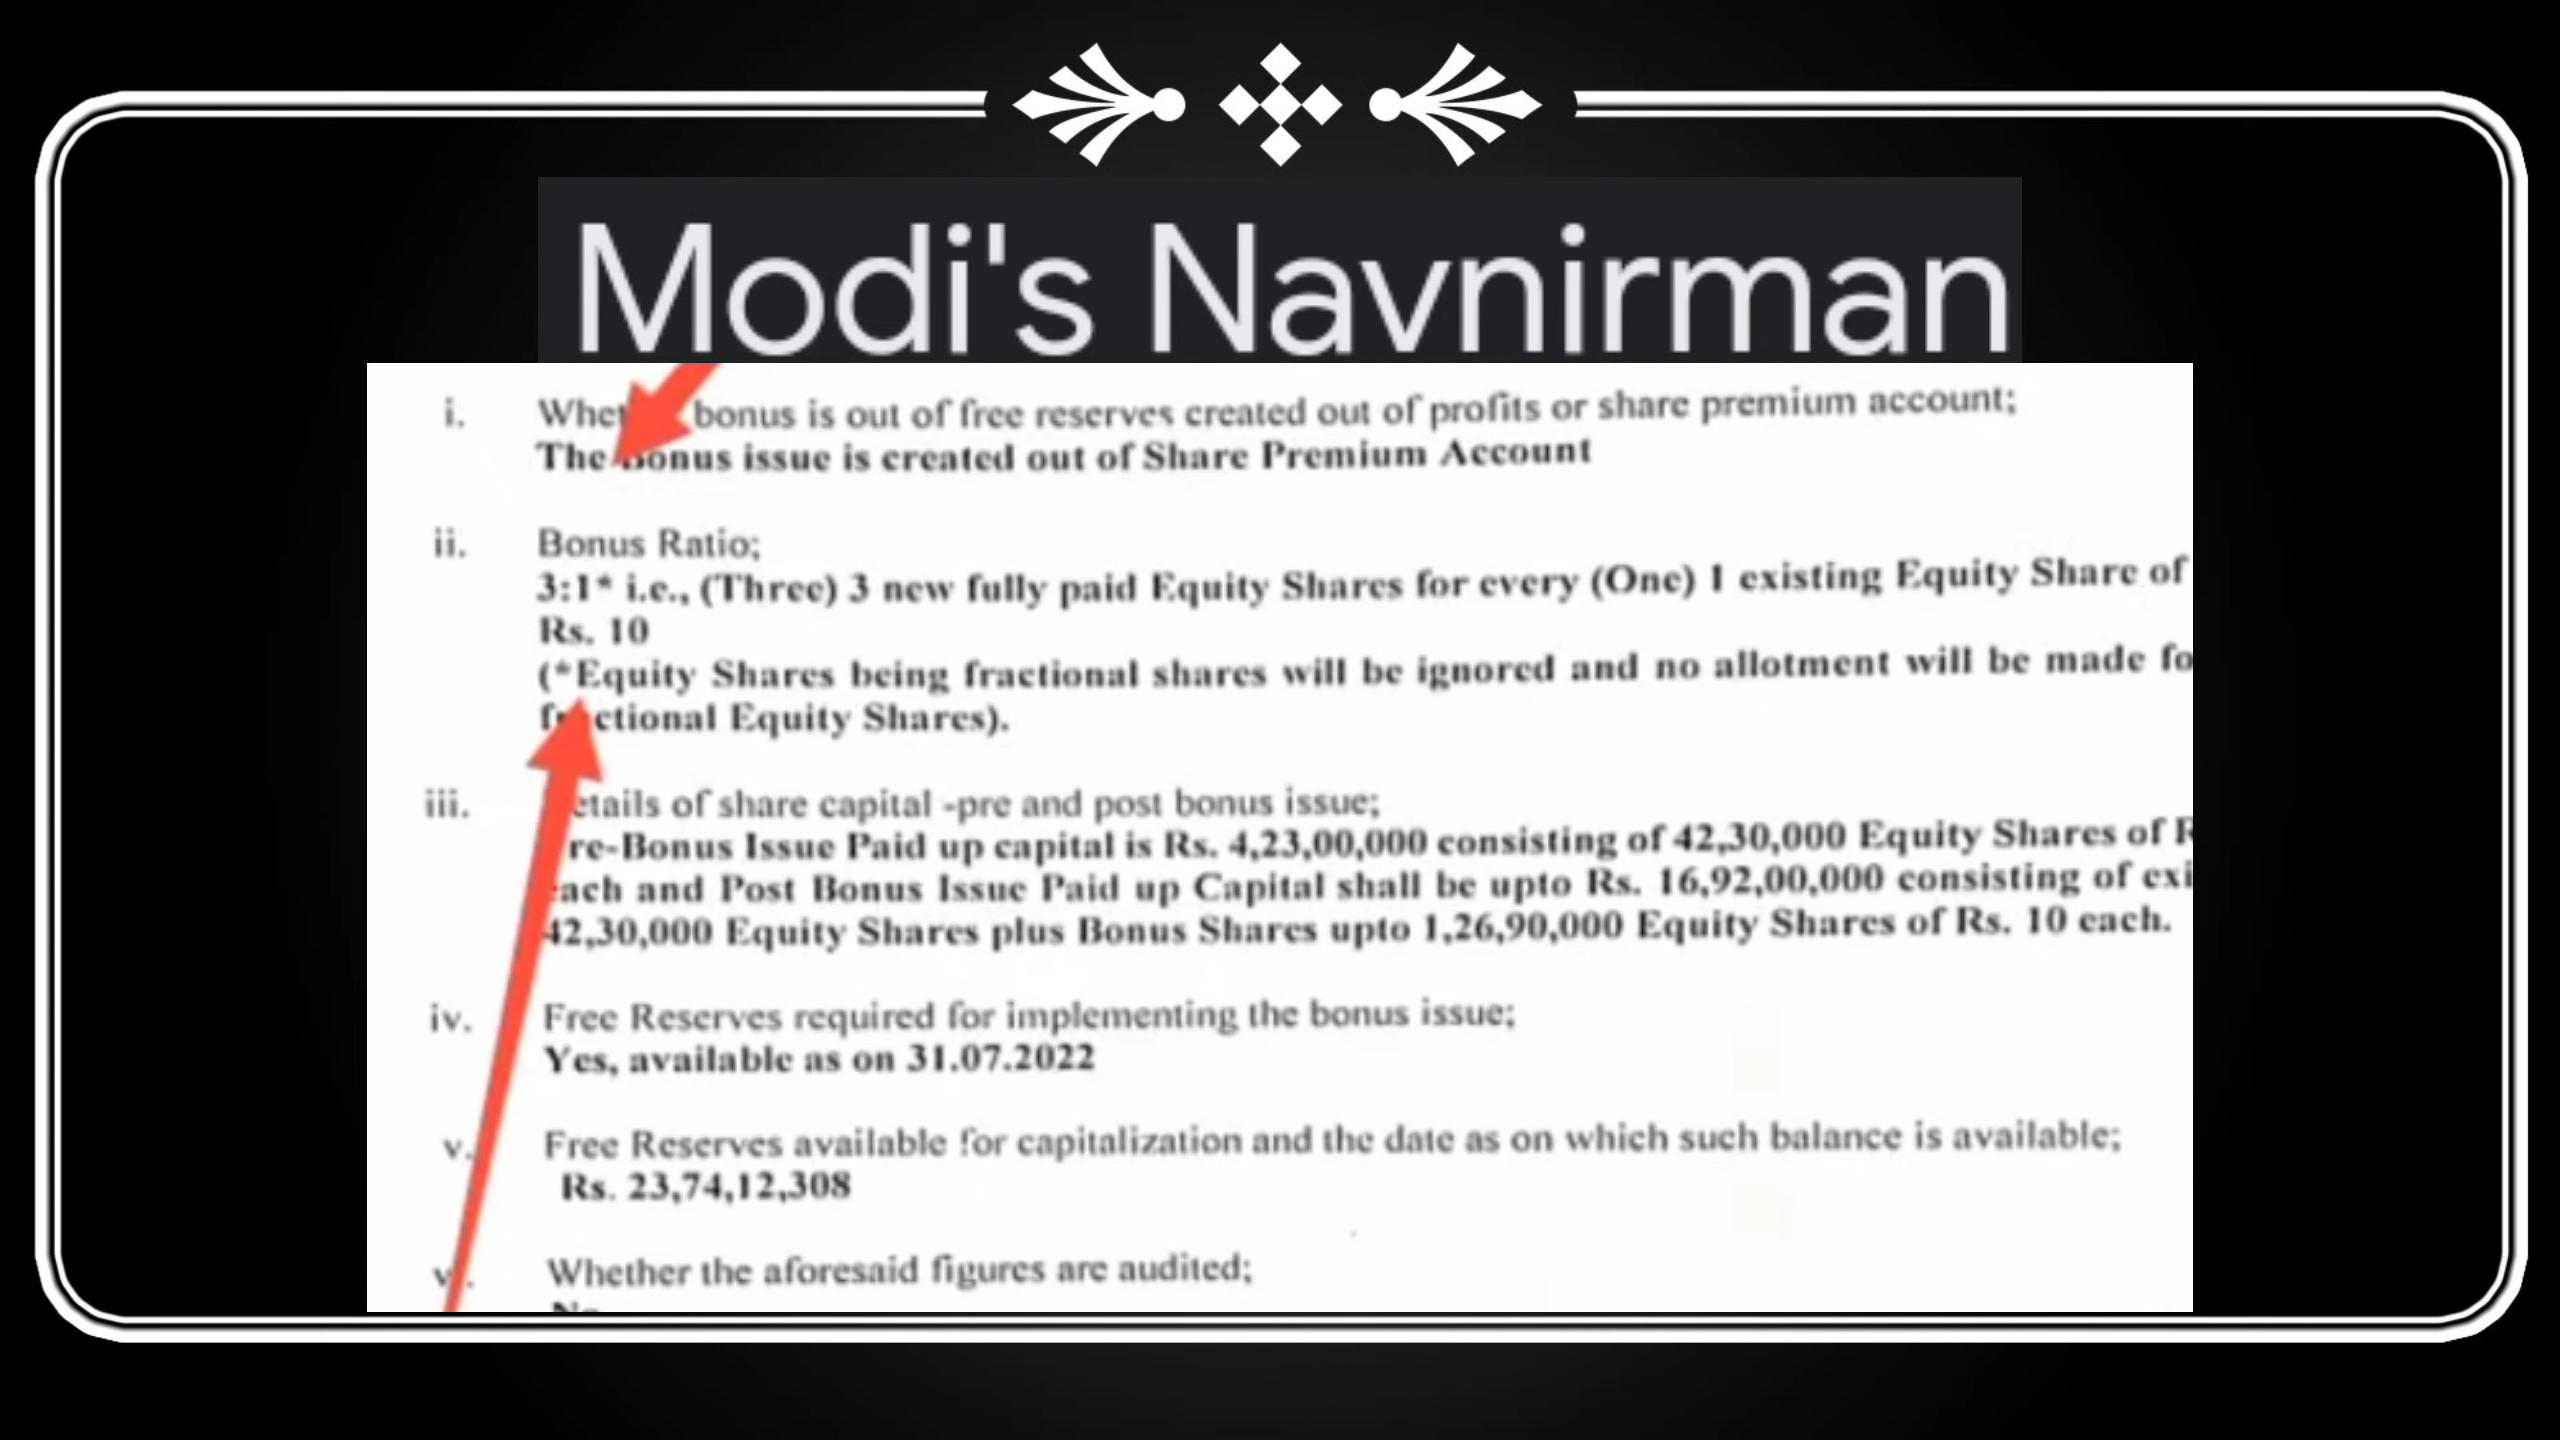 Modi's Navnirman
i. Whet bonus is out of free reserves created out of profits or share premium account;
The Bonus issue is created out of Share Premium Account
ii. Bonus Ratio;
3:1* i.e., (Three) 3 new fully paid Equity Shares for every (One) 1 existing Equity Share of
Rs. 10
(*Equity Shares being fractional shares will be ignored and no allotment will be made fo
fractional Equity Shares).
iii. etails of share capital -pre and post bonus issue;
re-Bonus Issue Paid up capital is Rs. 4,23,00,000 consisting of 42,30,000 Equity Shares of R
each and Post Bonus Issue Paid up Capital shall be upto Rs. 16,92,00,000 consisting of exi
42,30,000 Equity Shares plus Bonus Shares upto 1,26,90,000 Equity Shares of Rs. 10 each.
iv. Free Reserves required for implementing the bonus issue;
Yes, available as on 31.07.2022
v. Free Reserves available for capitalization and the date as on which such balance is available;
Rs. 23,74,12,308
Whether the aforesaid figures are audited;